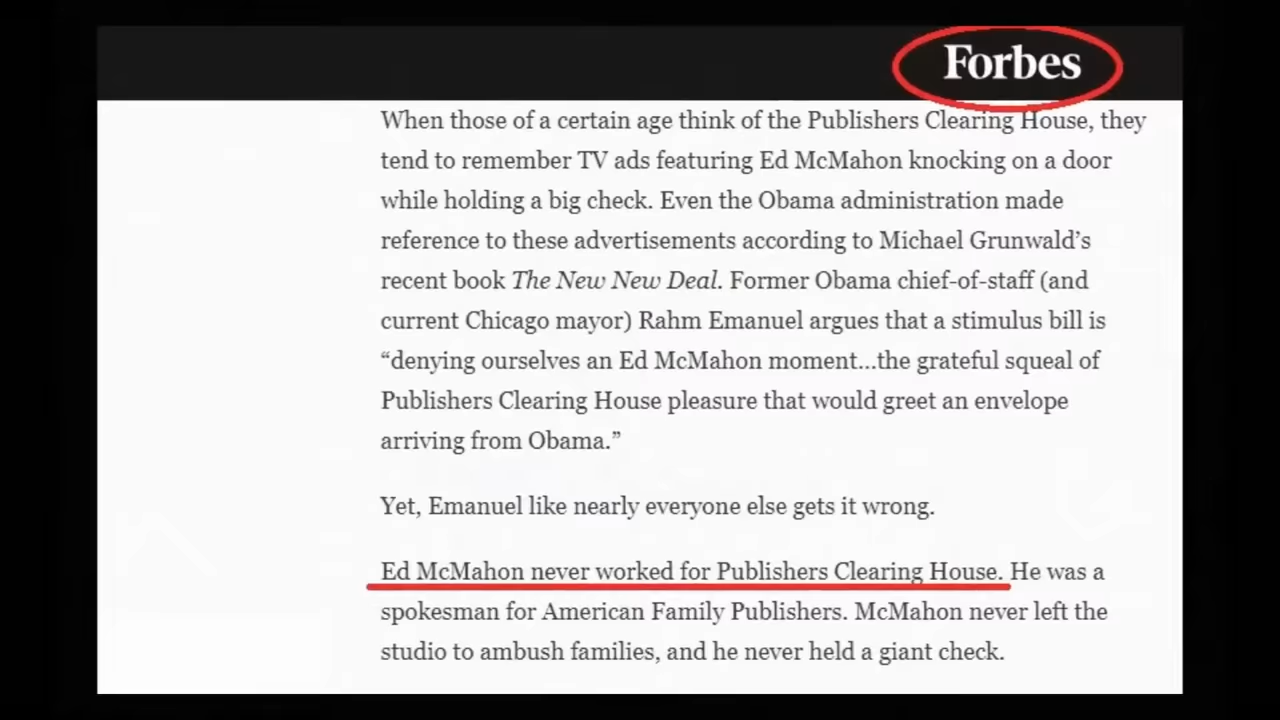 Forbes
When those of a certain age think of the Publishers Clearing House, they
tend to remember TV ads featuring Ed McMahon knocking on a door
while holding a big check. Even the Obama administration made
reference to these advertisements according to Michael Grunwald’s
recent book The New New Deal. Former Obama chief-of-staff (and
current Chicago mayor) Rahm Emanuel argues that a stimulus bill is
“denying ourselves an Ed McMahon moment...the grateful squeal of
Publishers Clearing House pleasure that would greet an envelope
arriving from Obama.”
Yet, Emanuel like nearly everyone else gets it wrong.
Ed McMahon never worked for Publishers Clearing House. He was a
spokesman for American Family Publishers. McMahon never left the
studio to ambush families, and he never held a giant check.